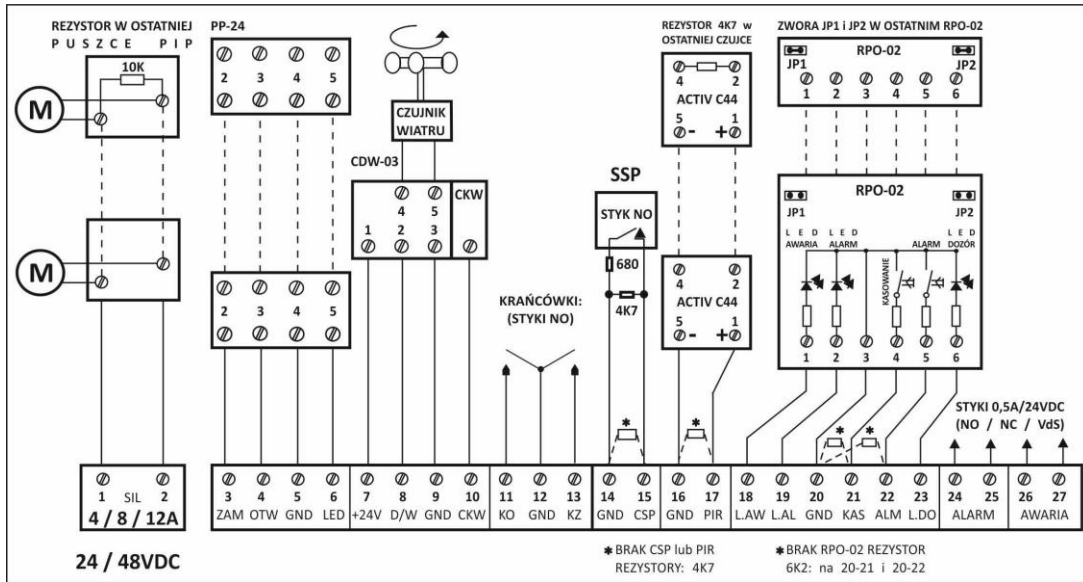 REZYSTOR W OSTATNIEJ
PUSZCE PIP
10K
M
M
PP-24
2 3 4 5
2 3 4 5
CZUJNIK
WIATRU
CDW-03
CKW
4 5
1 2 3
KRAŃCÓWKI:
(STYKI NO)
SSP
STYK NO
680
4K7
REZYSTOR 4K7 w
OSTATNIEJ CZUJCE
4 2
ACTIV C44
5 1
- +
4 2
ACTIV C44
5 1
- +
ZWORA JP1 i JP2 W OSTATNIM RPO-02
RPO-02
JP1 JP2
1 2 3 4 5 6
RPO-02
JP1 JP2
LED LED LED
AWARIA ALARM ALARM DOZÓR
KASOWANIE
1 2 3 4 5 6
STYKI 0,5A/24VDC
(NO / NC / VdS)
* * * *
1 SIL 2
4 / 8 / 12A
24 / 48VDC
3 4 5 6 7 8 9 10 11 12 13 14 15 16 17 18 19 20 21 22 23 24 25 26 27
ZAM OTW GND LED +24V D/W GND CKW KO GND KZ GND CSP GND PIR L.AW L.AL GND KAS ALM L.DO ALARM AWARIA
* BRAK CSP lub PIR
REZYSTORY: 4K7
* BRAK RPO-02 REZYSTOR
6K2: na 20-21 i 20-22